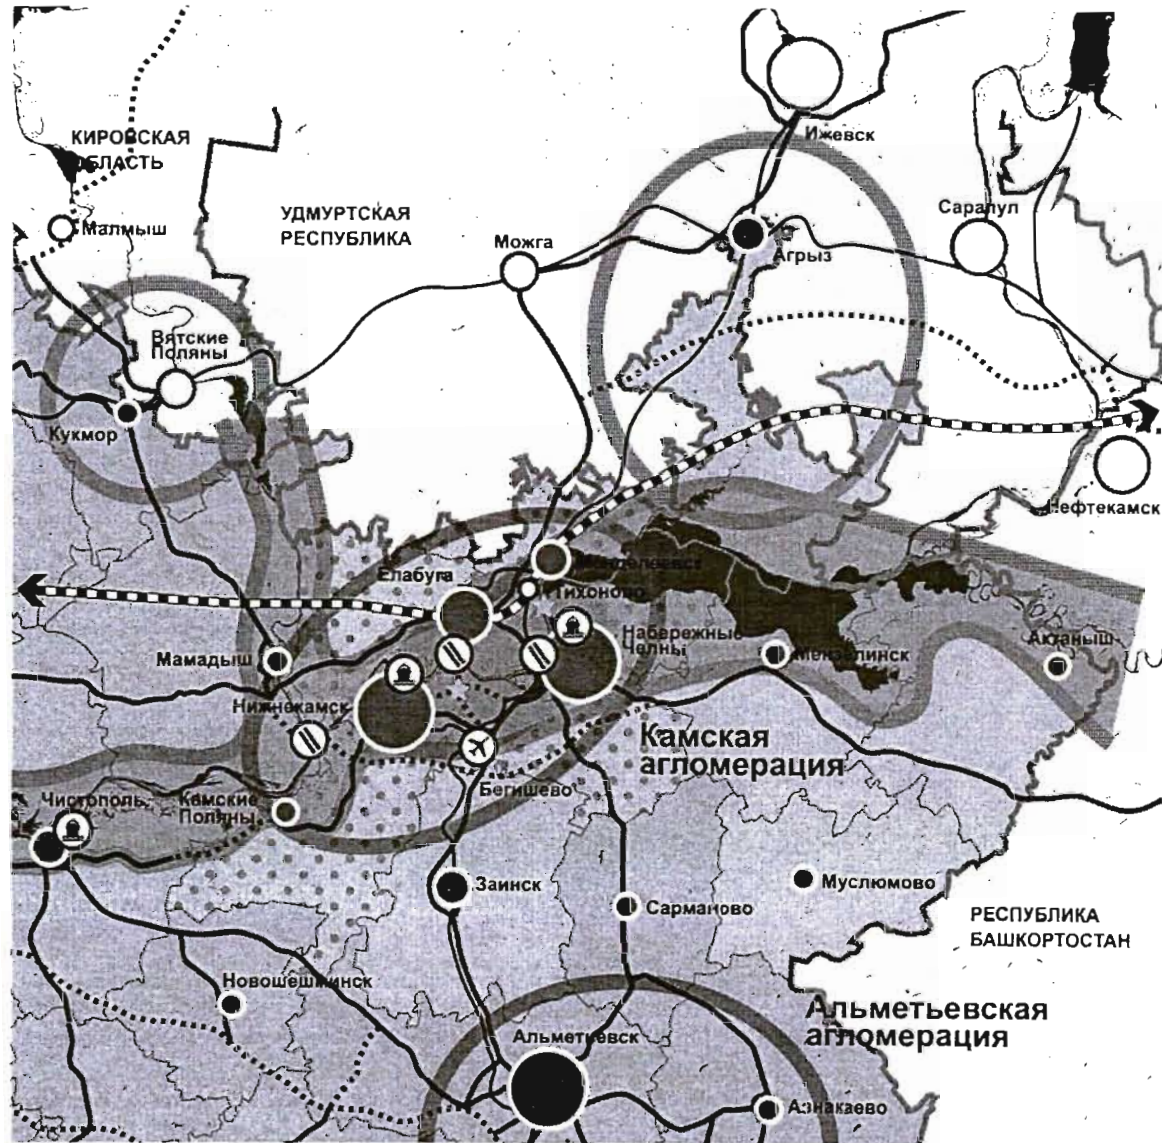 Ижевск
КИРОВСКАЯ
ОБЛАСТЬ
УДМУРТСКАЯ
РЕСПУБЛИКА
Сарапул
Малмыш
Можга
Агрыз
Вятские
Поляны
Кукмор
Нефтекамск
Менделеевск
Елабуга
Тихоново
Набережные
Челны
Актаныш
Мамадыш
Мензелинск
Нижнекамск
Камская
агломерация
Бегишево
Чистополь
Камские
Поляны
Заинск
Муслюмово
Сарманово
РЕСПУБЛИКА
БАШКОРТОСТАН
Новошешминск
Альметьевская
агломерация
Альметьевск
Азнакаево